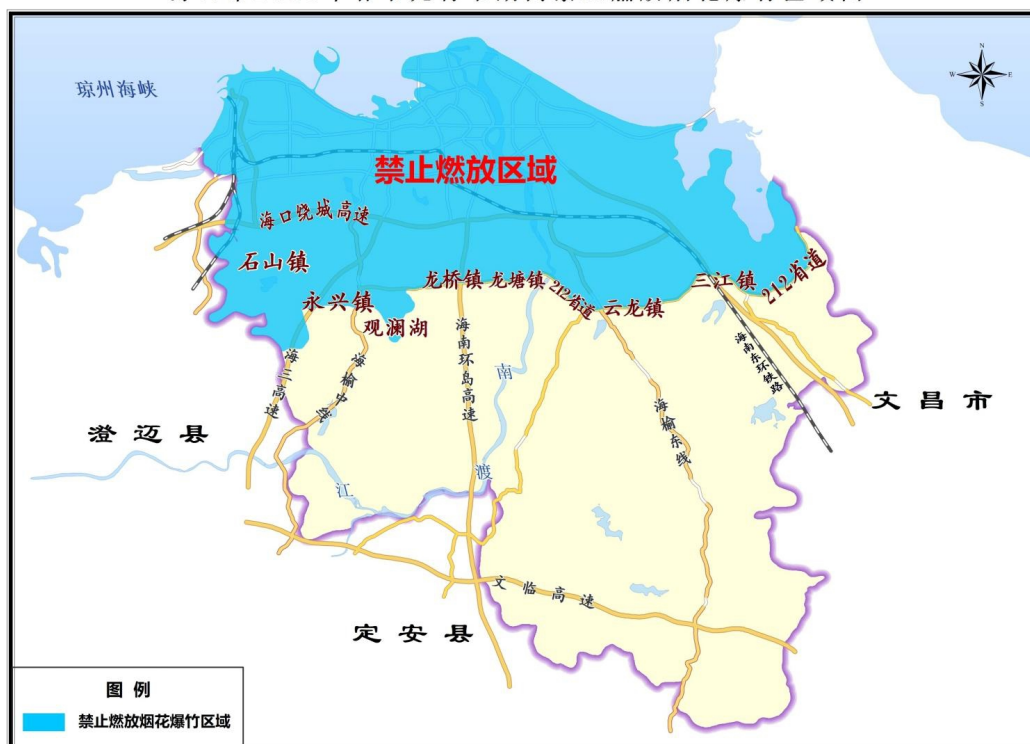 琼州海峡
N
W
E
S
禁止燃放区域
海口绕城高速
石山镇
永兴镇
观澜湖
龙桥镇
龙塘镇
212省道
云龙镇
三江镇
212省道
海三高速
海榆中线
海南环岛高速
南
渡
江
海榆东线
海南东环铁路
文昌市
澄迈县
文临高速
定安县
图 例
禁止燃放烟花爆竹区域